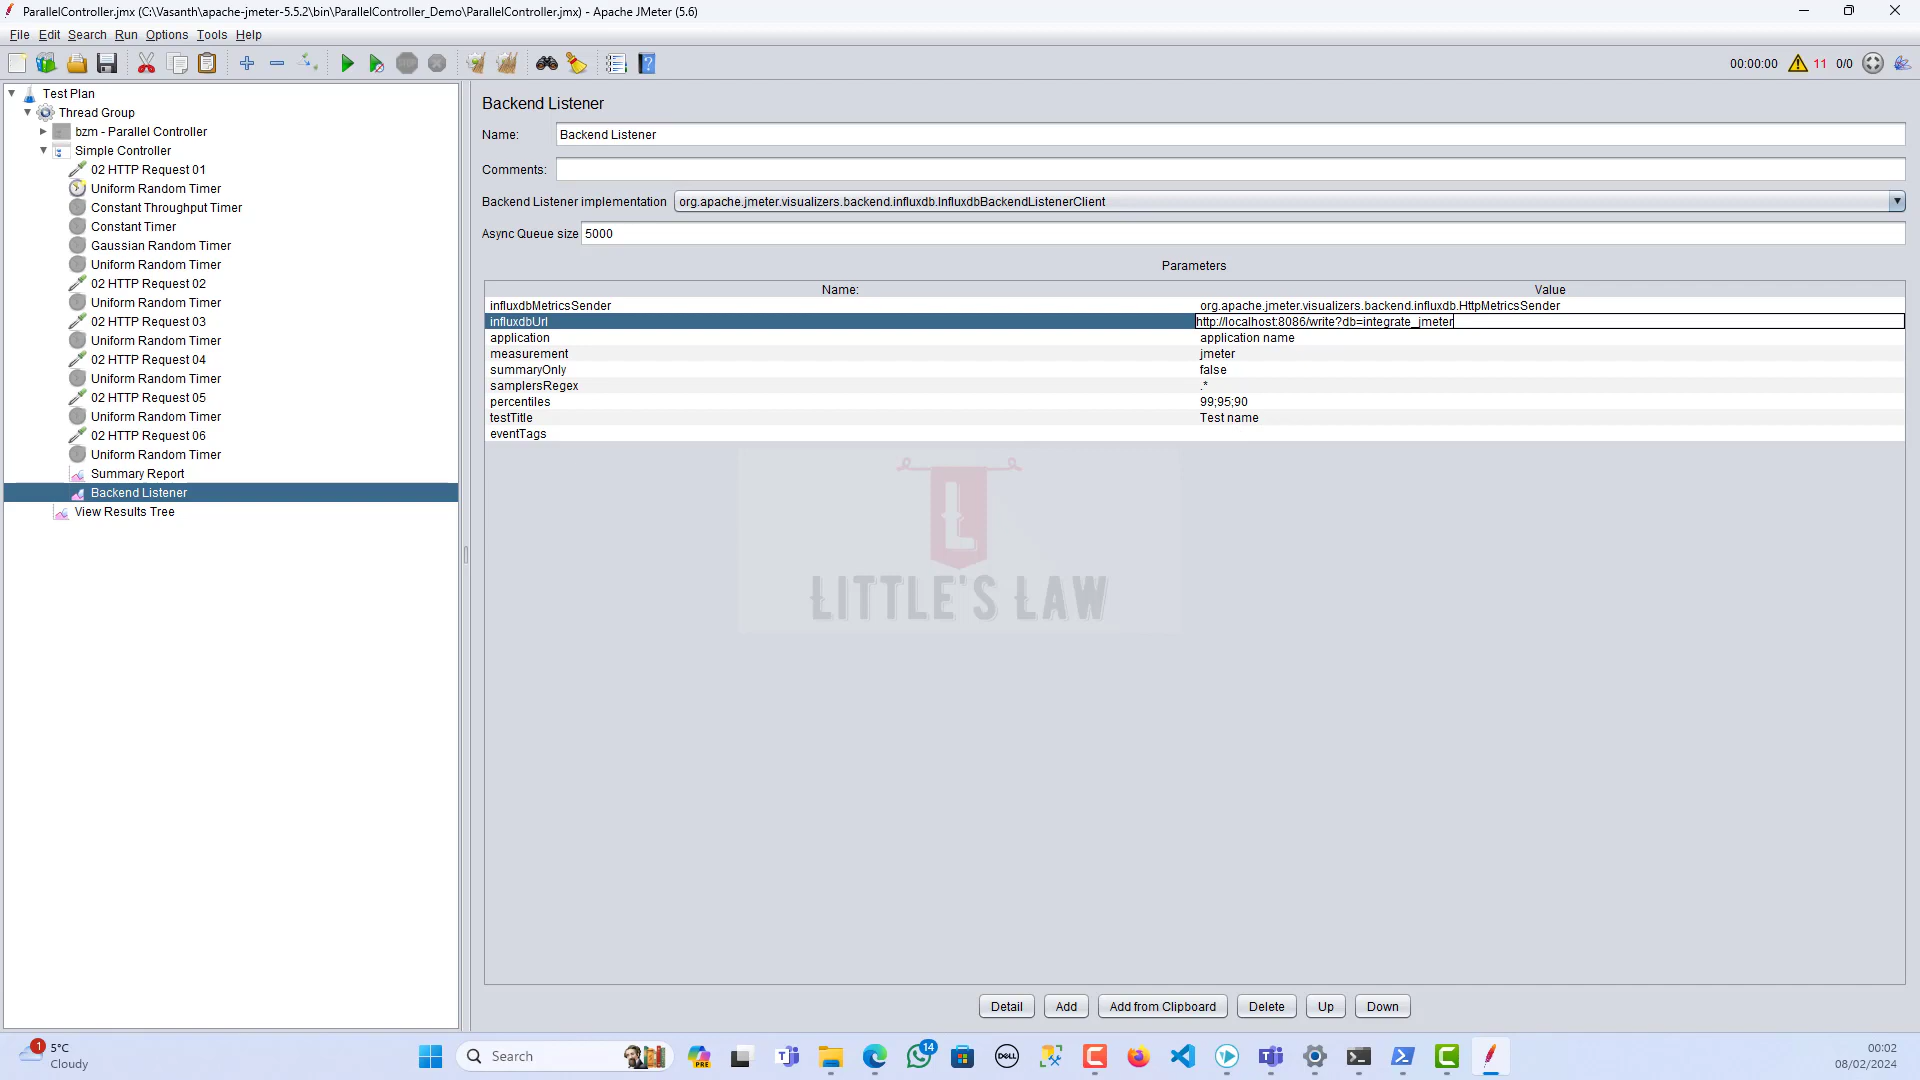 ParallelController.jmx (C:\Vasanth\apache-jmeter-5.5.2\bin\ParallelController_Demo\ParallelController.jmx) - Apache JMeter (5.6)
File Edit Search Run Options Tools Help
00:00:00 11 0/0
Test Plan
Thread Group
bzm - Parallel Controller
Simple Controller
02 HTTP Request 01
Uniform Random Timer
Constant Throughput Timer
Constant Timer
Gaussian Random Timer
Uniform Random Timer
02 HTTP Request 02
Uniform Random Timer
02 HTTP Request 03
Uniform Random Timer
02 HTTP Request 04
Uniform Random Timer
02 HTTP Request 05
Uniform Random Timer
02 HTTP Request 06
Uniform Random Timer
Summary Report
Backend Listener
View Results Tree
Backend Listener
Name: Backend Listener
Comments:
Backend Listener implementation org.apache.jmeter.visualizers.backend.influxdb.InfluxdbBackendListenerClient
Async Queue size 5000
Parameters
Name: Value
influxdbMetricsSender org.apache.jmeter.visualizers.backend.influxdb.HttpMetricsSender
influxdbUrl http://localhost:8086/write?db=integrate_jmeter
application application name
measurement jmeter
summaryOnly false
samplersRegex .*
percentiles 99;95;90
testTitle Test name
eventTags
L
LITTLE'S LAW
Detail Add Add from Clipboard Delete Up Down
1 5°C
Cloudy
Search
PRE
14
DELL
00:02
08/02/2024